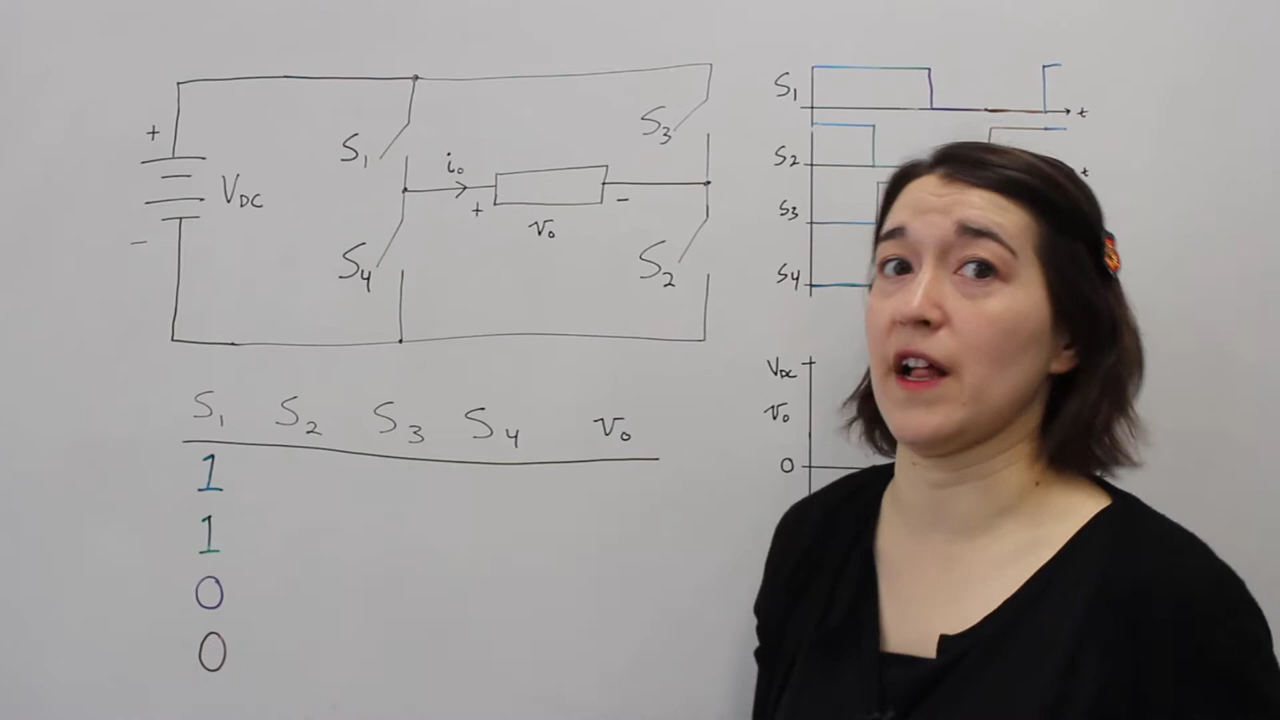 +
V_DC
-
S₁
S₄
i₀
+
v₀
-
S₃
S₂
S₁
t
S₂
t
S₃
S₄
V_DC
v₀
0
S₁ S₂ S₃ S₄ v₀
1
1
0
0